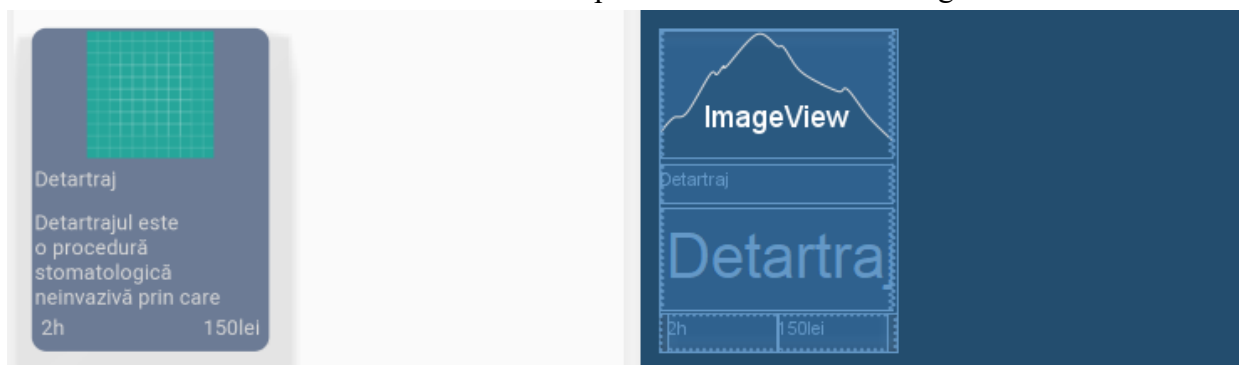 Detartraj
Detartrajul este
o procedură
stomatologică
neinvazivă prin care
2h 150lei
ImageView
Detartraj
Detartra
2h 150lei